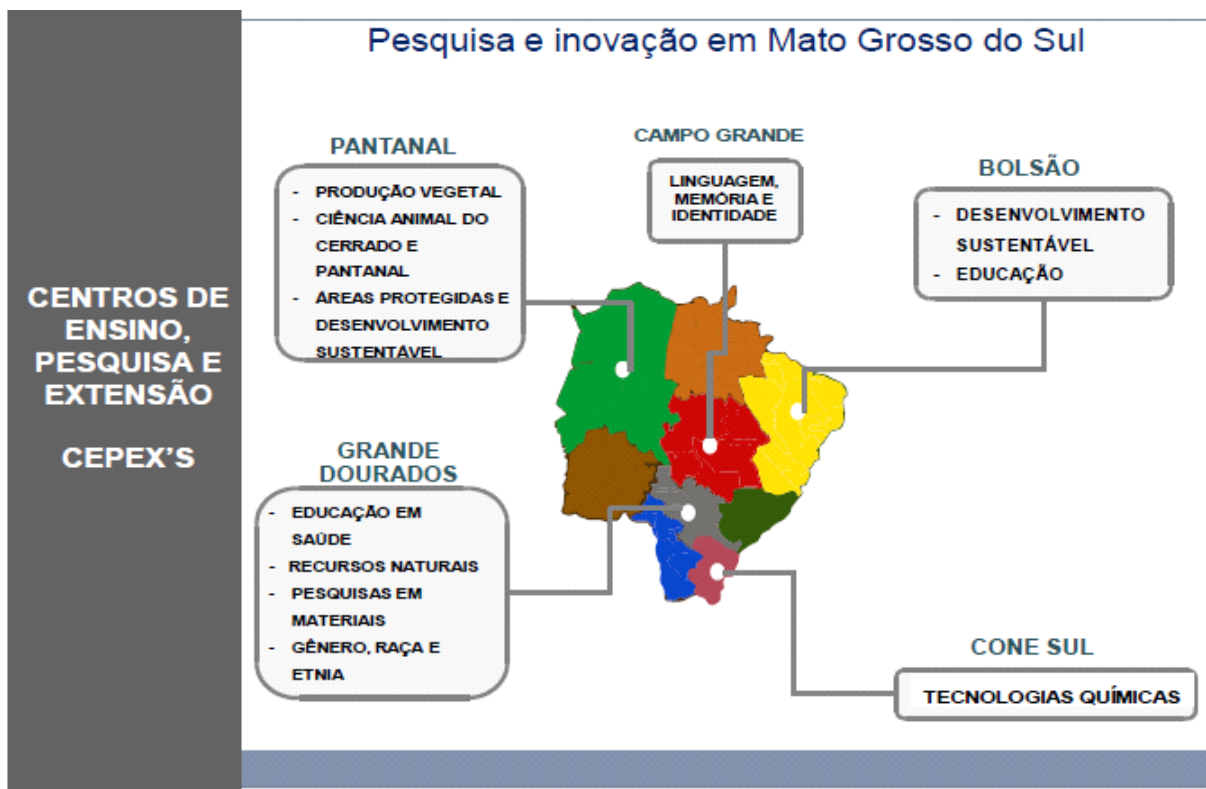 Pesquisa e inovação em Mato Grosso do Sul
CENTROS DE
ENSINO,
PESQUISA E
EXTENSÃO
CEPEX'S
PANTANAL
- PRODUÇÃO VEGETAL
- CIÊNCIA ANIMAL DO
CERRADO E
PANTANAL
- ÁREAS PROTEGIDAS E
DESENVOLVIMENTO
SUSTENTÁVEL
CAMPO GRANDE
LINGUAGEM,
MEMÓRIA E
IDENTIDADE
BOLSÃO
- DESENVOLVIMENTO
SUSTENTÁVEL
- EDUCAÇÃO
GRANDE
DOURADOS
- EDUCAÇÃO EM
SAÚDE
- RECURSOS NATURAIS
- PESQUISAS EM
MATERIAIS
- GÊNERO, RAÇA E
ETNIA
CONE SUL
TECNOLOGIAS QUÍMICAS